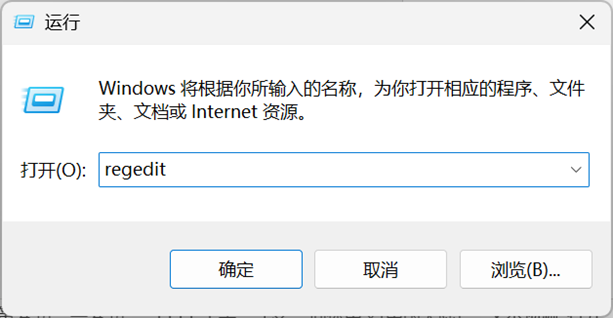 运行
Windows 将根据你所输入的名称，为你打开相应的程序、文件
夹、文档或 Internet 资源。
打开(O): regedit
确定 取消 浏览(B)...